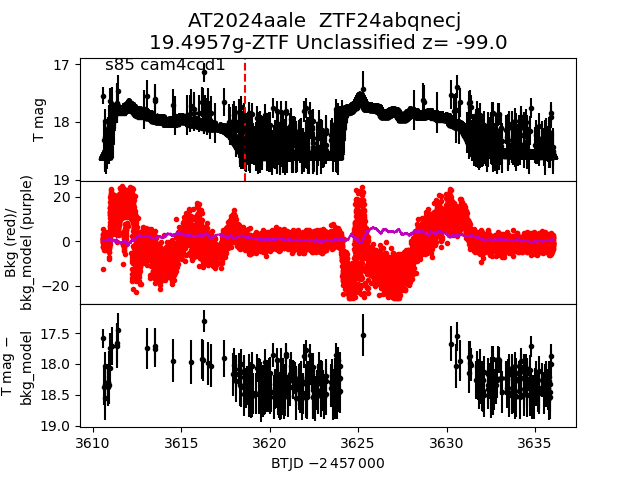 AT2024aale ZTF24abqnecj
19.4957g-ZTF Unclassified z= -99.0
s85 cam4ccd1
T mag
17
18
19
Bkg (red)/
bkg_model (purple)
20
0
−20
T mag −
bkg_model
17.5
18.0
18.5
19.0
3610 3615 3620 3625 3630 3635
BTJD −2 457 000